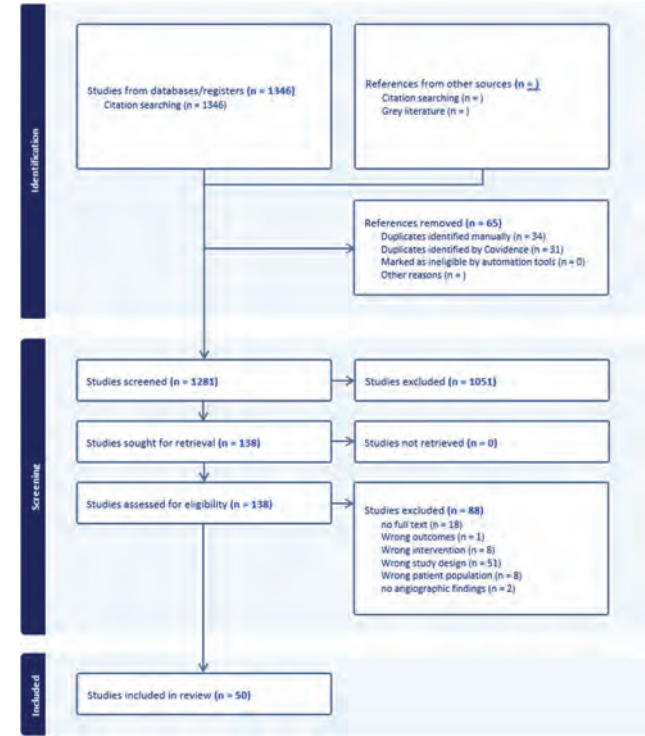 Identification
Studies from databases/registers (n = 1346)
Citation searching (n = 1346)
References from other sources (n = )
Citation searching (n = )
Grey literature (n = )
References removed (n = 65)
Duplicates identified manually (n = 34)
Duplicates identified by Covidence (n = 31)
Marked as ineligible by automation tools (n = 0)
Other reasons (n = )
Screening
Studies screened (n = 1281)
Studies excluded (n = 1051)
Studies sought for retrieval (n = 138)
Studies not retrieved (n = 0)
Studies assessed for eligibility (n = 138)
Studies excluded (n = 88)
no full text (n = 18)
Wrong outcomes (n = 1)
Wrong intervention (n = 8)
Wrong study design (n = 51)
Wrong patient population (n = 8)
no angiographic findings (n = 2)
Included
Studies included in review (n = 50)